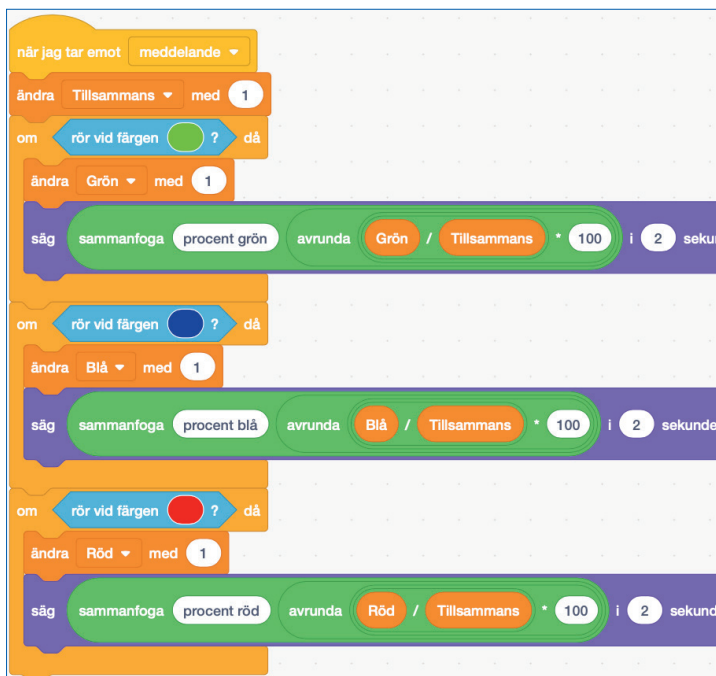 när jag tar emot meddelande
ändra Tillsammans med 1
om rör vid färgen ? då
ändra Grön med 1
säg sammanfoga procent grön avrunda Grön / Tillsammans * 100 i 2 seku
om rör vid färgen ? då
ändra Blå med 1
säg sammanfoga procent blå avrunda Blå / Tillsammans * 100 i 2 sekunde
om rör vid färgen ? då
ändra Röd med 1
säg sammanfoga procent röd avrunda Röd / Tillsammans * 100 i 2 sekund